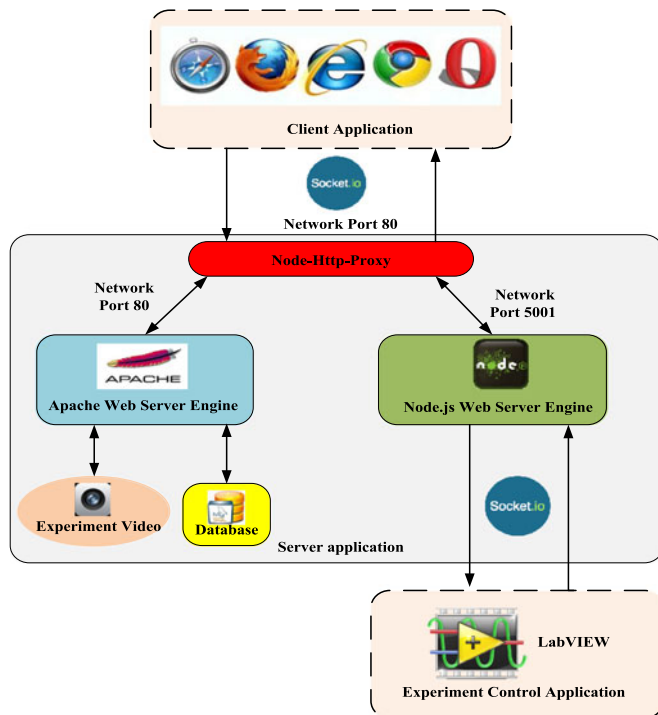 Client Application
Socket.io
Network Port 80
Node-Http-Proxy
Network
Port 80
Network
Port 5001
APACHE
Apache Web Server Engine
node
Node.js Web Server Engine
Experiment Video
Database
Socket.io
Server application
LabVIEW
Experiment Control Application